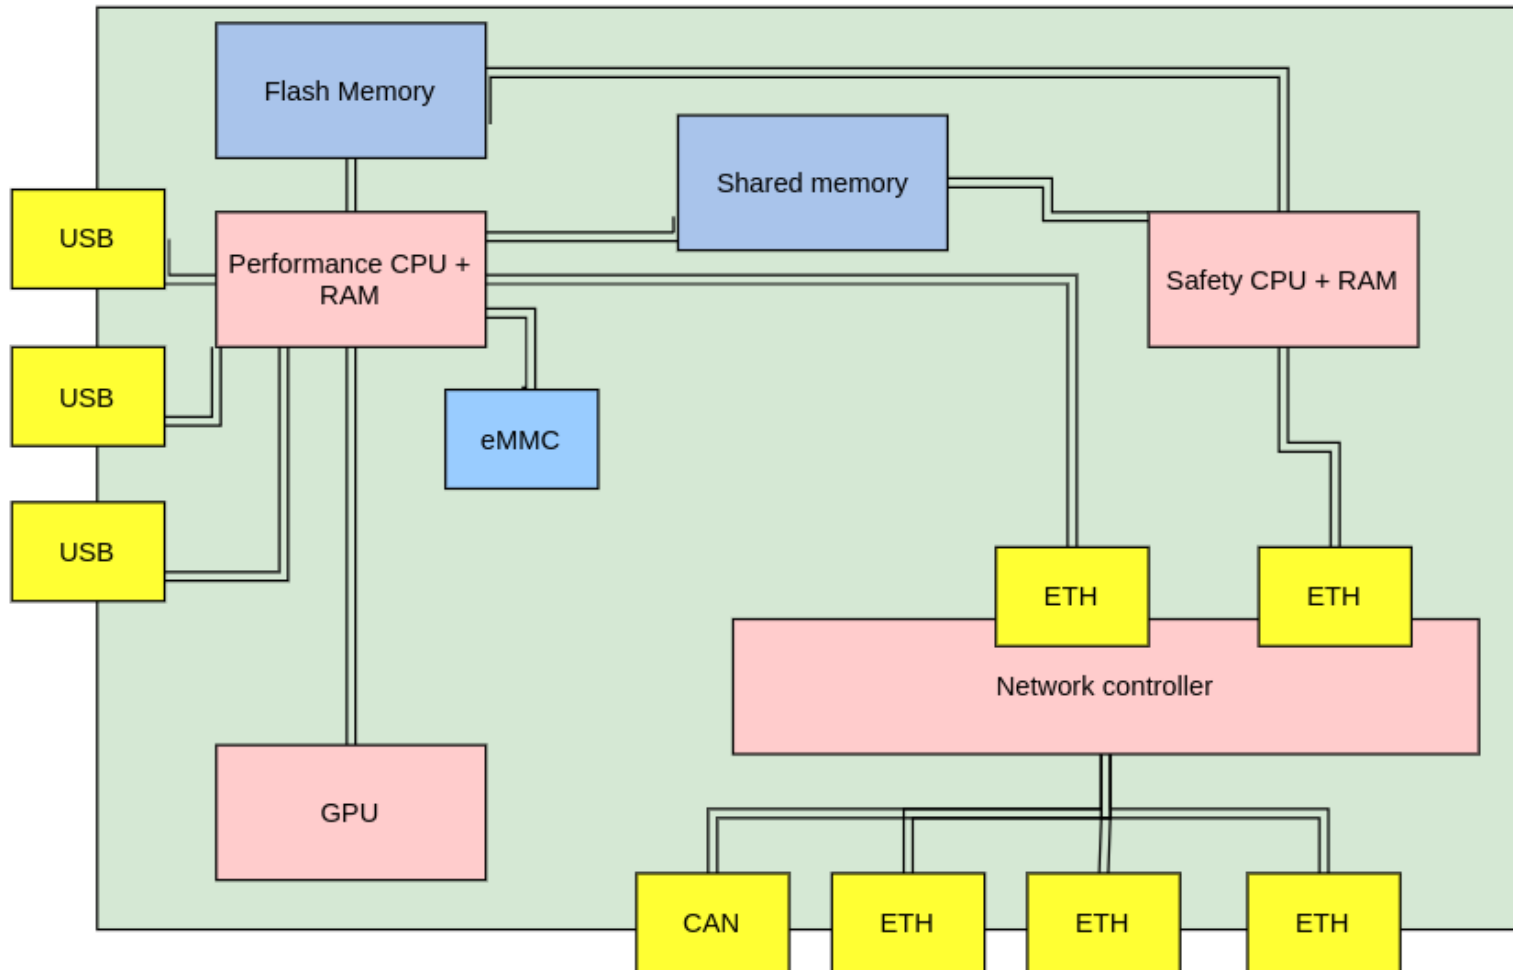 Flash Memory
Shared memory
USB
Performance CPU +
RAM
Safety CPU + RAM
USB
eMMC
USB
ETH
ETH
Network controller
GPU
CAN
ETH
ETH
ETH